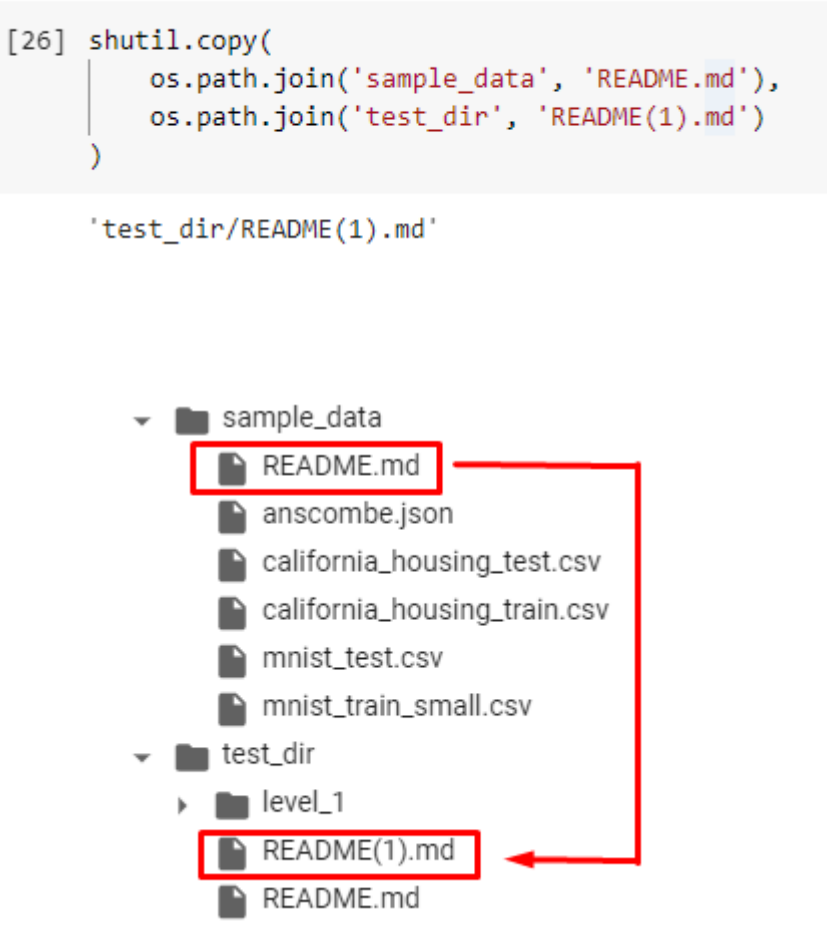 [26] shutil.copy(
os.path.join('sample_data', 'README.md'),
os.path.join('test_dir', 'README(1).md')
)
'test_dir/README(1).md'
sample_data
README.md
anscombe.json
california_housing_test.csv
california_housing_train.csv
mnist_test.csv
mnist_train_small.csv
test_dir
level_1
README(1).md
README.md